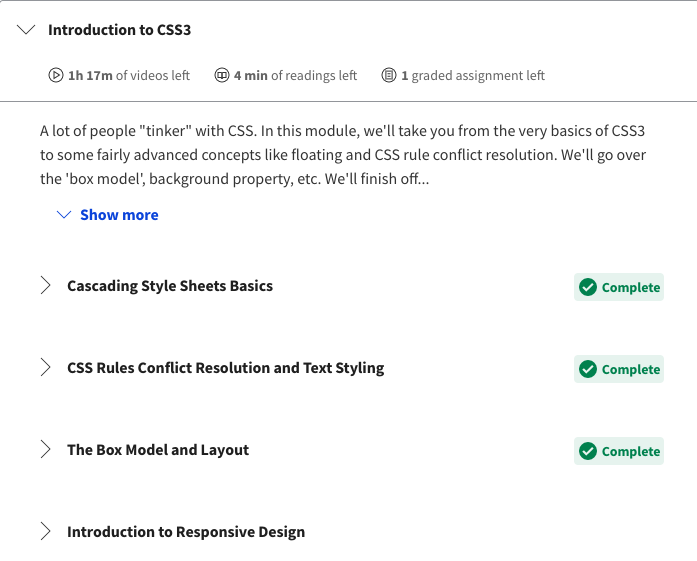 Introduction to CSS3
1h 17m of videos left 4 min of readings left 1 graded assignment left
A lot of people "tinker" with CSS. In this module, we'll take you from the very basics of CSS3
to some fairly advanced concepts like floating and CSS rule conflict resolution. We'll go over
the 'box model', background property, etc. We'll finish off...
Show more
Cascading Style Sheets Basics Complete
CSS Rules Conflict Resolution and Text Styling Complete
The Box Model and Layout Complete
Introduction to Responsive Design